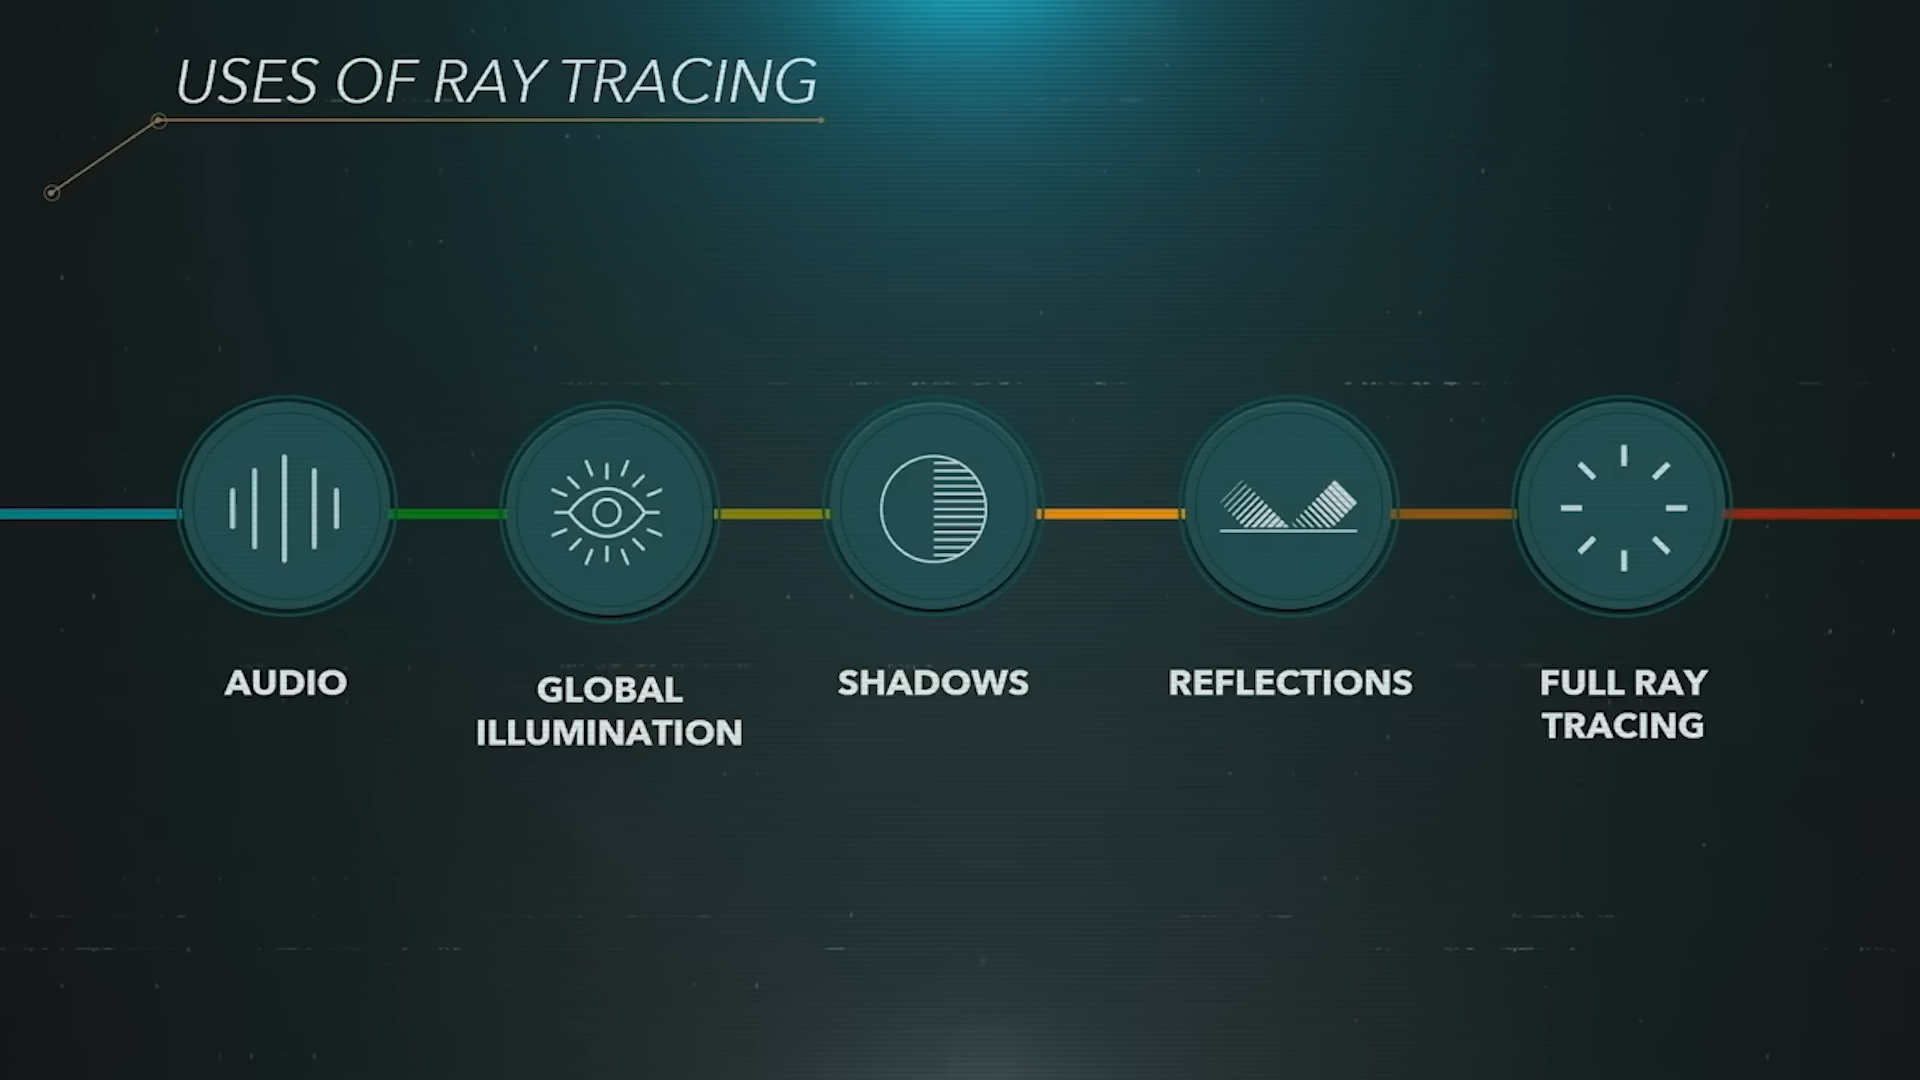 USES OF RAY TRACING
AUDIO
GLOBAL
ILLUMINATION
SHADOWS
REFLECTIONS
FULL RAY
TRACING